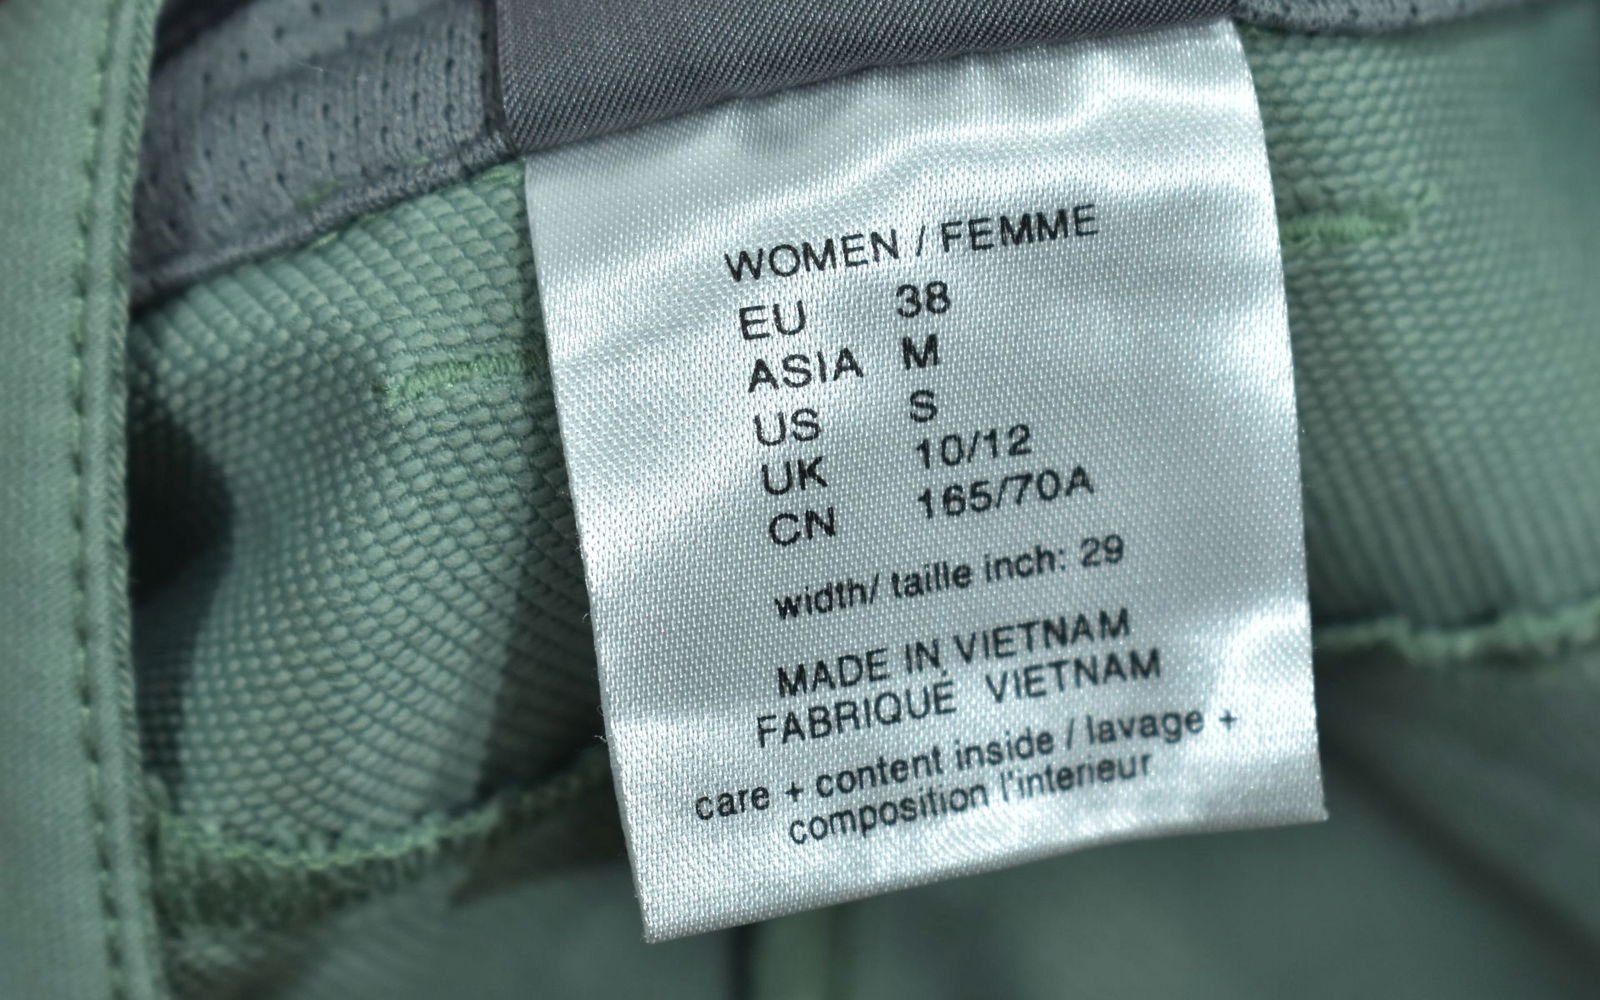 WOMEN / FEMME
EU 38
ASIA M
US S
UK 10/12
CN 165/70A
width/ taille inch: 29
MADE IN VIETNAM
FABRIQUÉ VIETNAM
care + content inside / lavage +
composition l'interieur